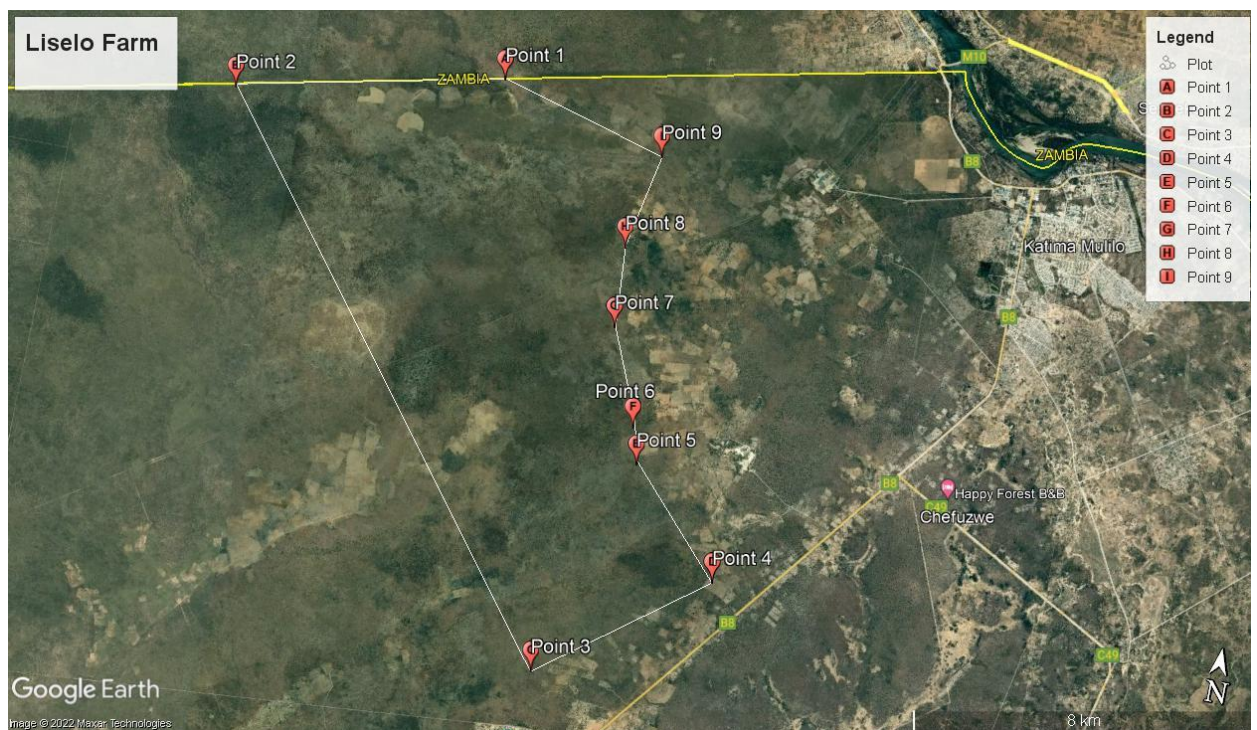 Liselo Farm
Legend
Plot
A Point 1
B Point 2
C Point 3
D Point 4
E Point 5
F Point 6
G Point 7
H Point 8
I Point 9
Point 2
Point 1
ZAMBIA
M10
Point 9
ZAMBIA
B8
Point 8
Katima Mulilo
Point 7
B8
Point 6
F
Point 5
B8
Happy Forest B&B
C49
Chefuzwe
Point 4
B8
Point 3
C49
Google Earth
N
Image © 2022 Maxar Technologies
8 km